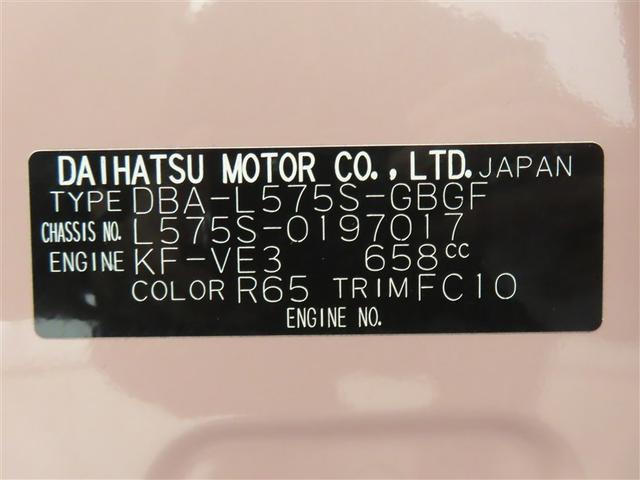 DAIHATSU MOTOR CO.,LTD. JAPAN
TYPE DBA-L575S-GBGF
CHASSIS NO. L575S-0197017
ENGINE KF-VE3 658cc
COLOR R65 TRIM FC10
ENGINE NO.